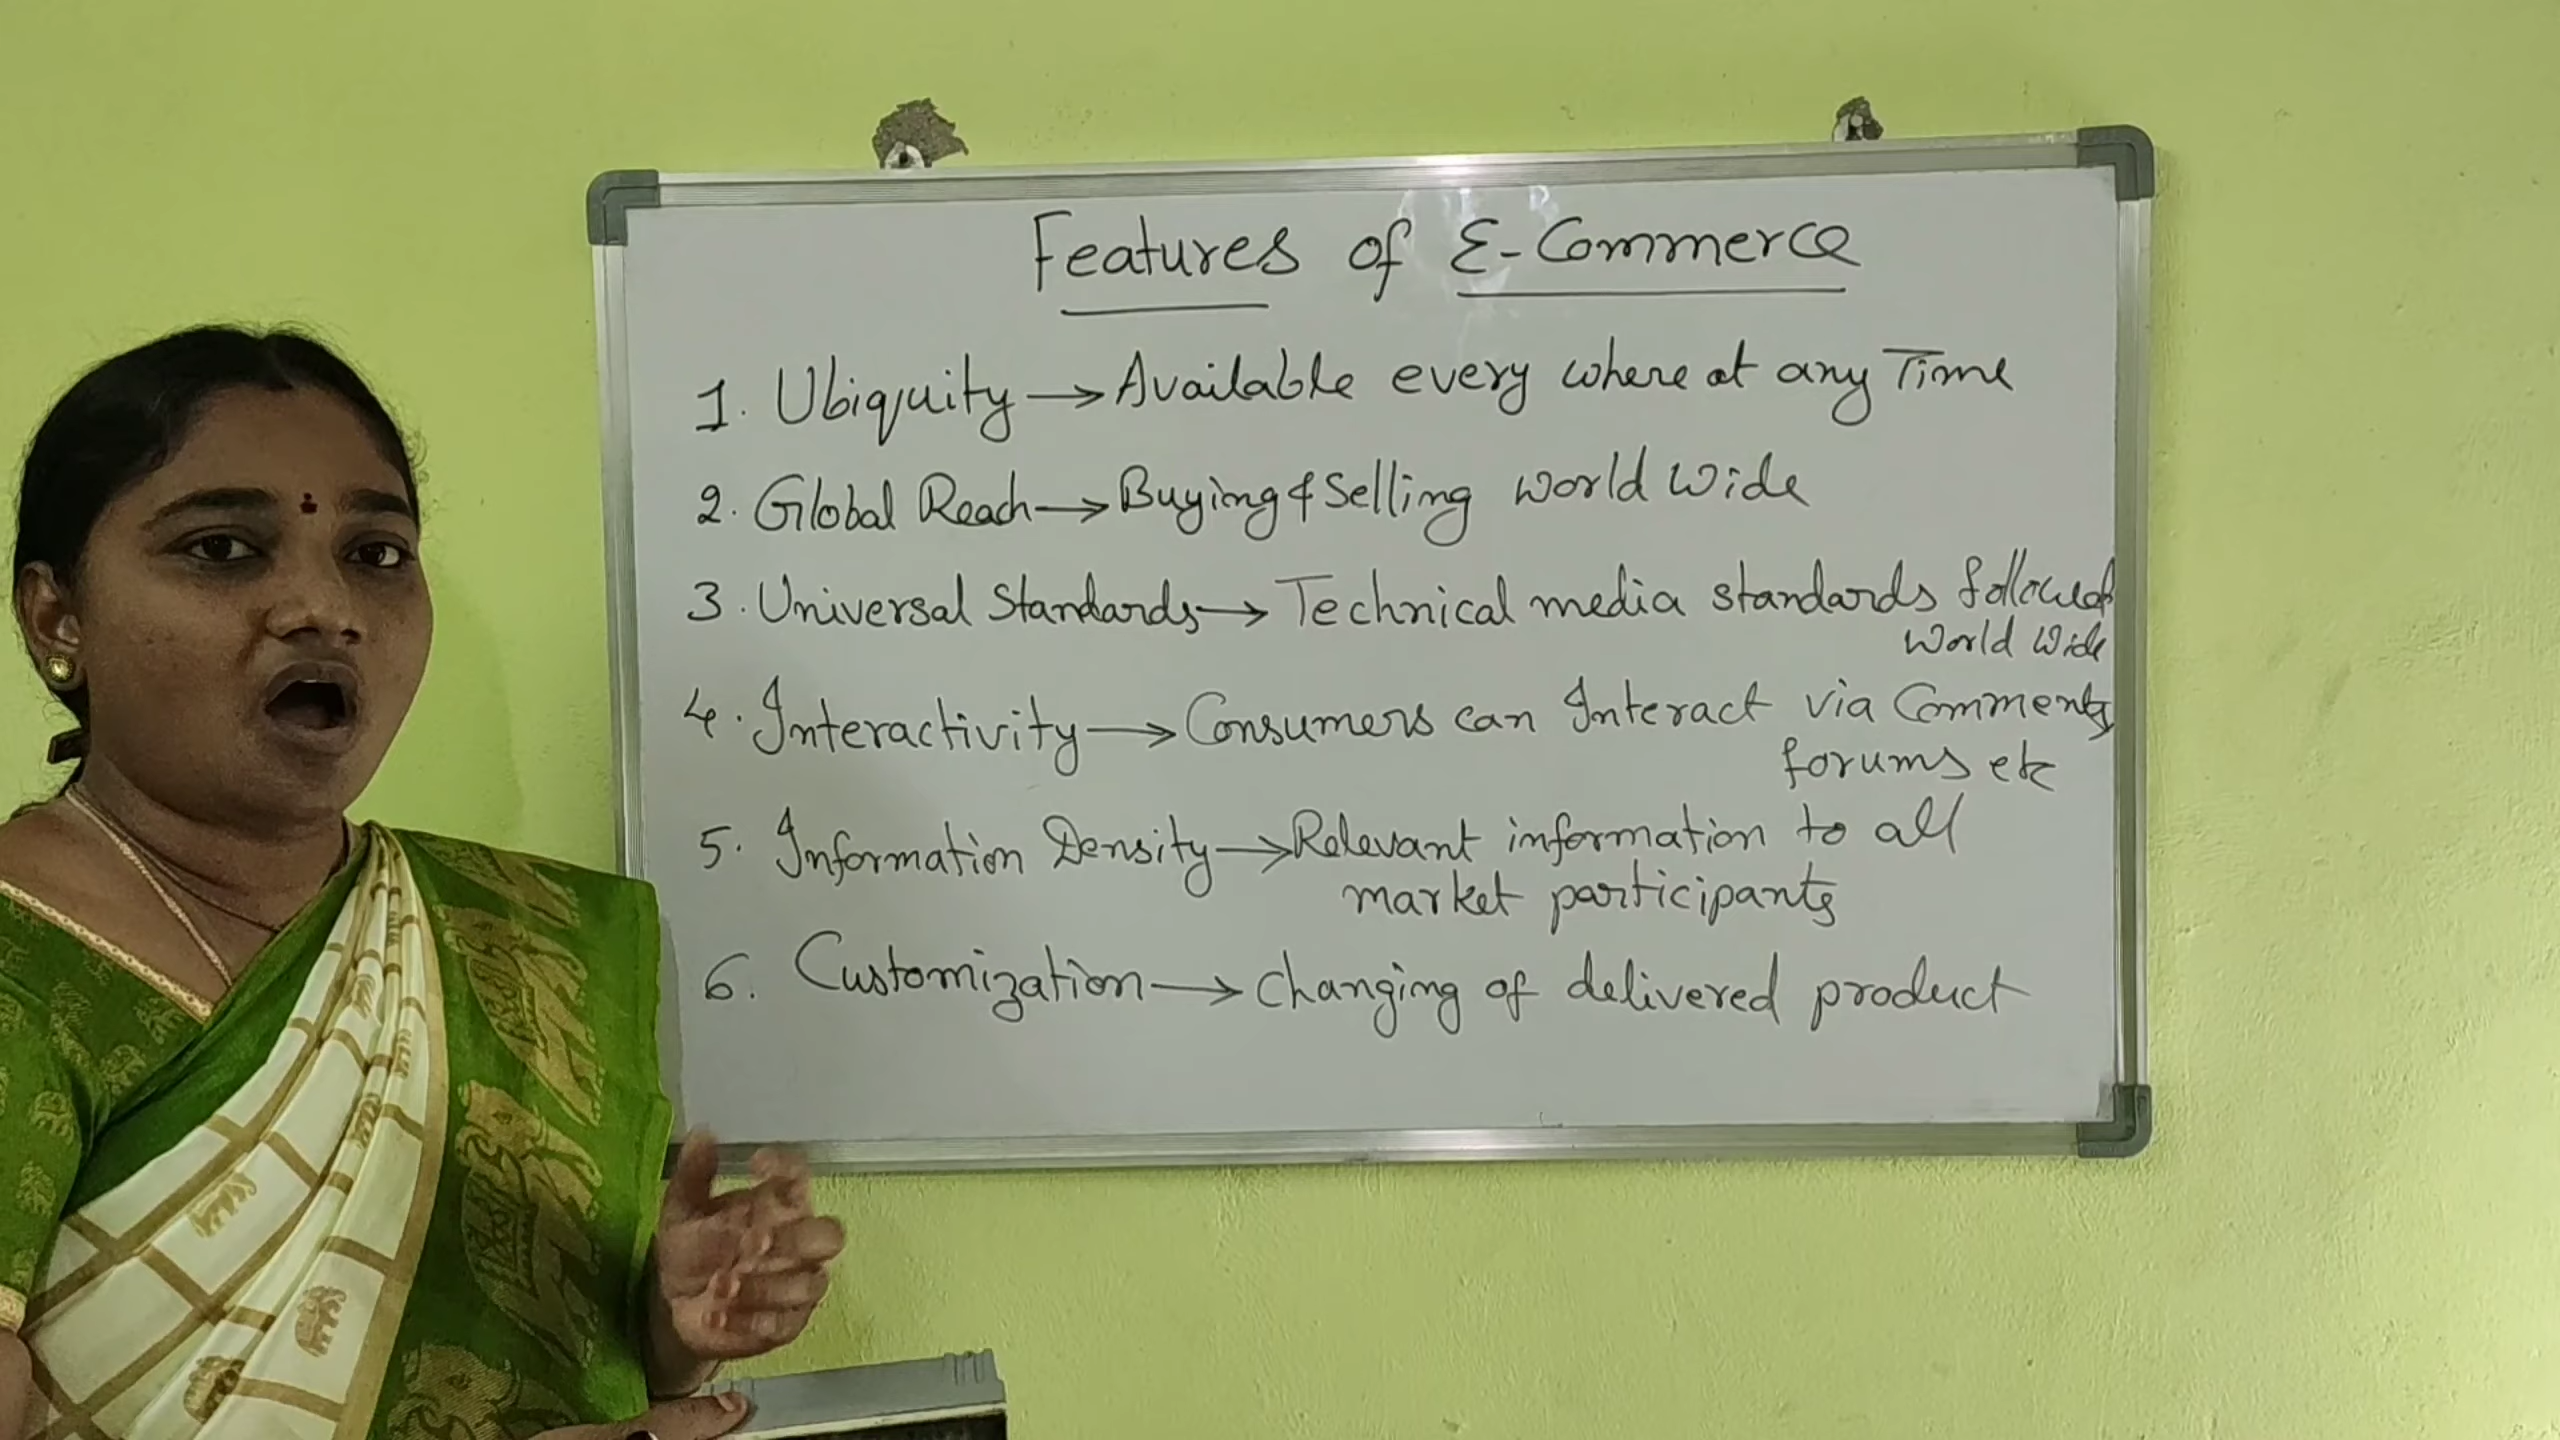 Features of E-Commerce
1. Ubiquity → Available every where at any Time
2. Global Reach → Buying & Selling World Wide
3. Universal Standards → Technical media standards followed
World Wide
4. Interactivity → Consumers can Interact via Comments
forums etc
5. Information Density → Relevant information to all
market participants
6. Customization → Changing of delivered product